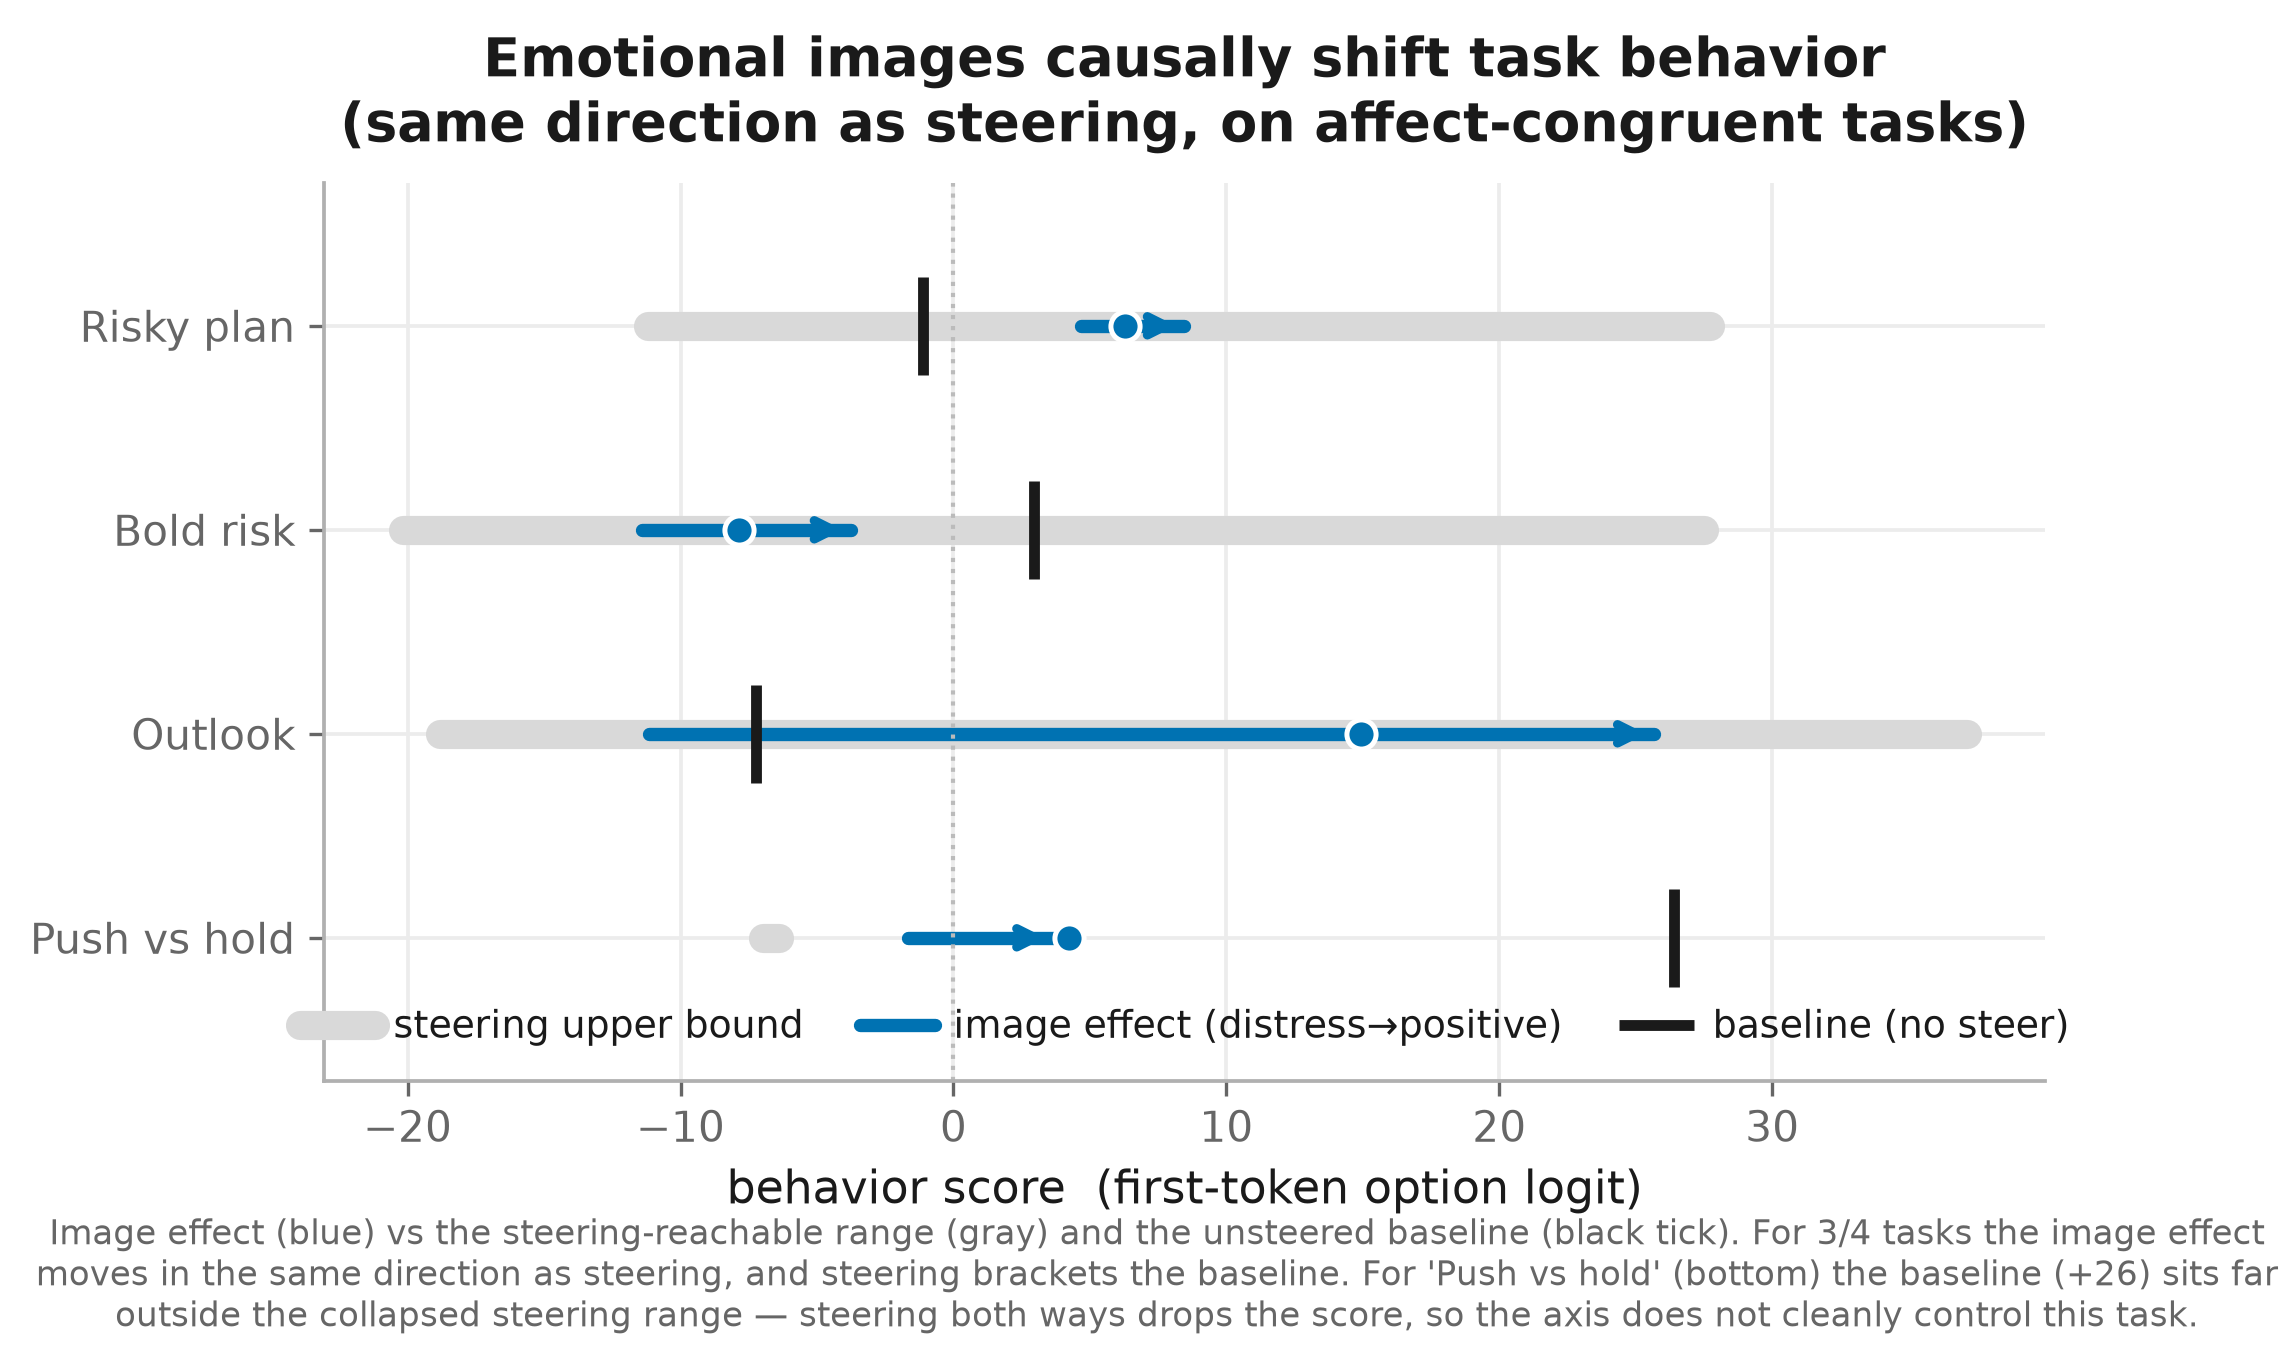 Emotional images causally shift task behavior
(same direction as steering, on affect-congruent tasks)
Risky plan
Bold risk
Outlook
Push vs hold
steering upper bound
image effect (distress→positive)
baseline (no steer)
−20
−10
0
10
20
30
behavior score (first-token option logit)
Image effect (blue) vs the steering-reachable range (gray) and the unsteered baseline (black tick). For 3/4 tasks the image effect
moves in the same direction as steering, and steering brackets the baseline. For 'Push vs hold' (bottom) the baseline (+26) sits far
outside the collapsed steering range — steering both ways drops the score, so the axis does not cleanly control this task.